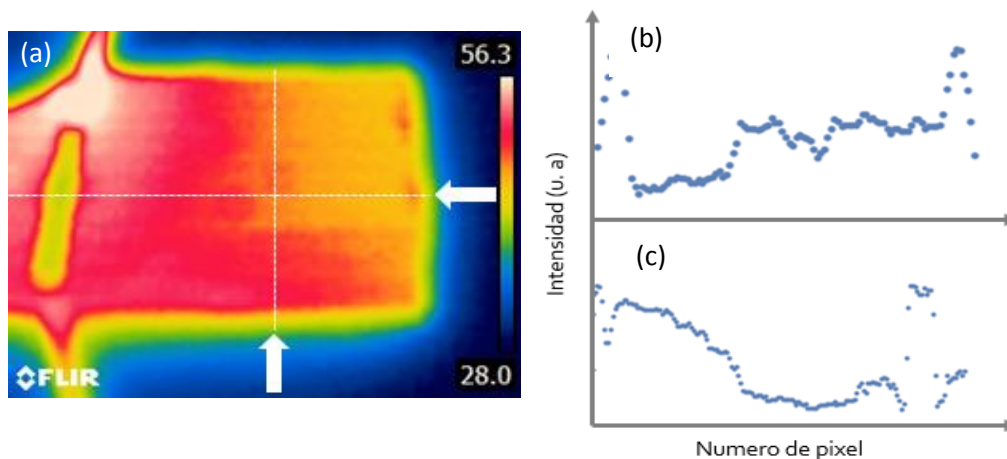 (a)
56.3
FLIR
28.0
(b)
(c)
Intensidad (u. a)
Numero de pixel